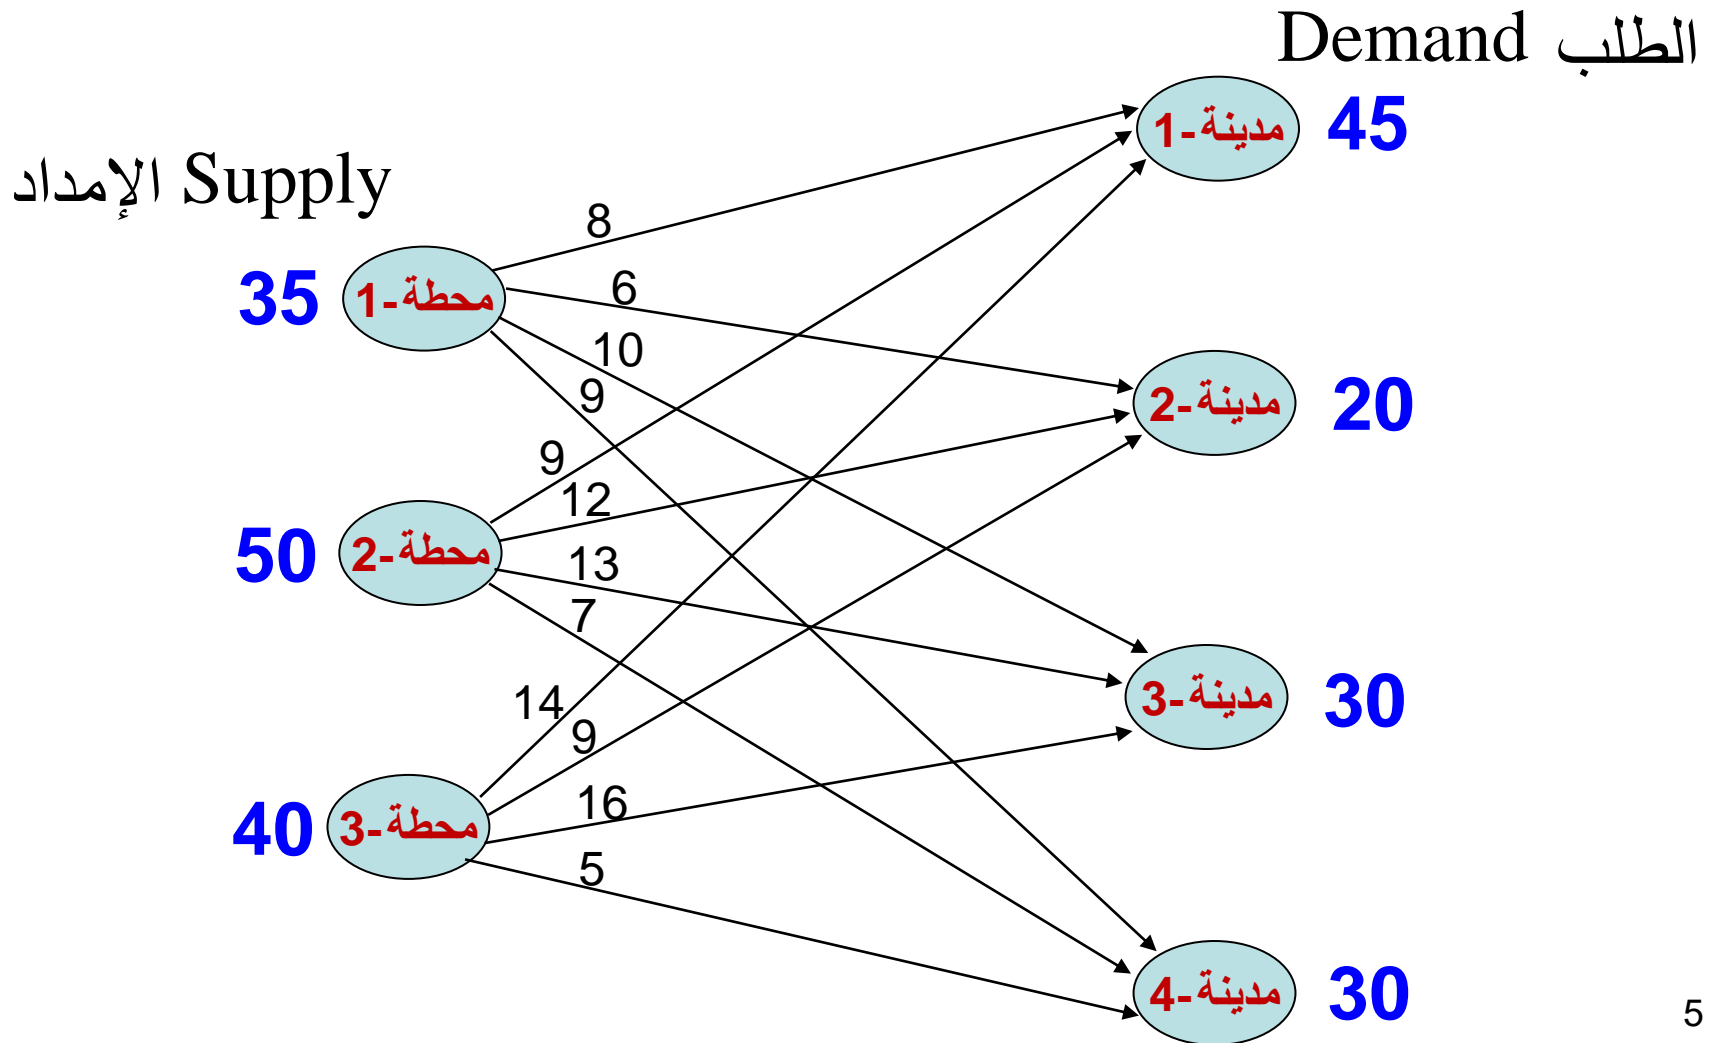 الطلب Demand
مدينة-1 45
الإمداد Supply
8
35 محطة-1
6
10
9
مدينة-2 20
9
12
50 محطة-2
13
7
مدينة-3 30
14
9
16
40 محطة-3
5
مدينة-4 30
5